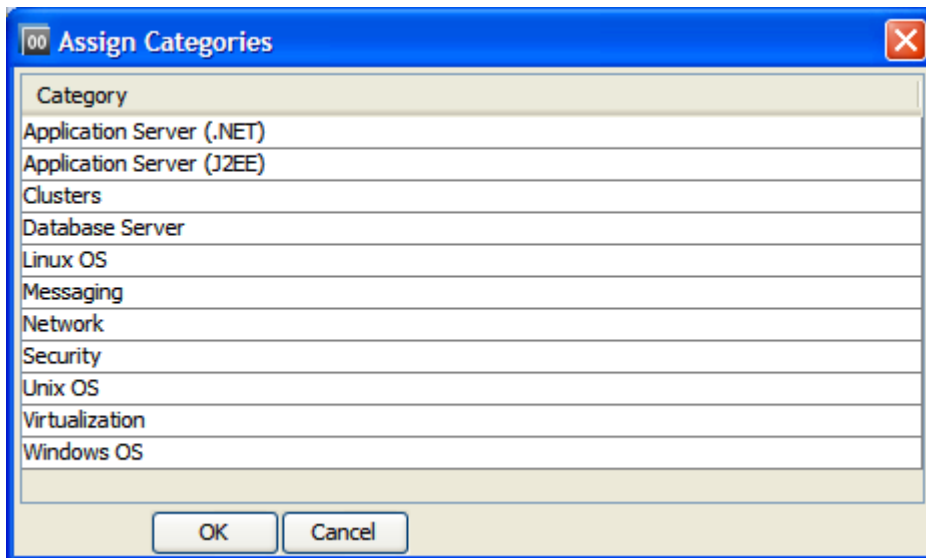 00 Assign Categories
Category
Application Server (.NET)
Application Server (J2EE)
Clusters
Database Server
Linux OS
Messaging
Network
Security
Unix OS
Virtualization
Windows OS
OK Cancel